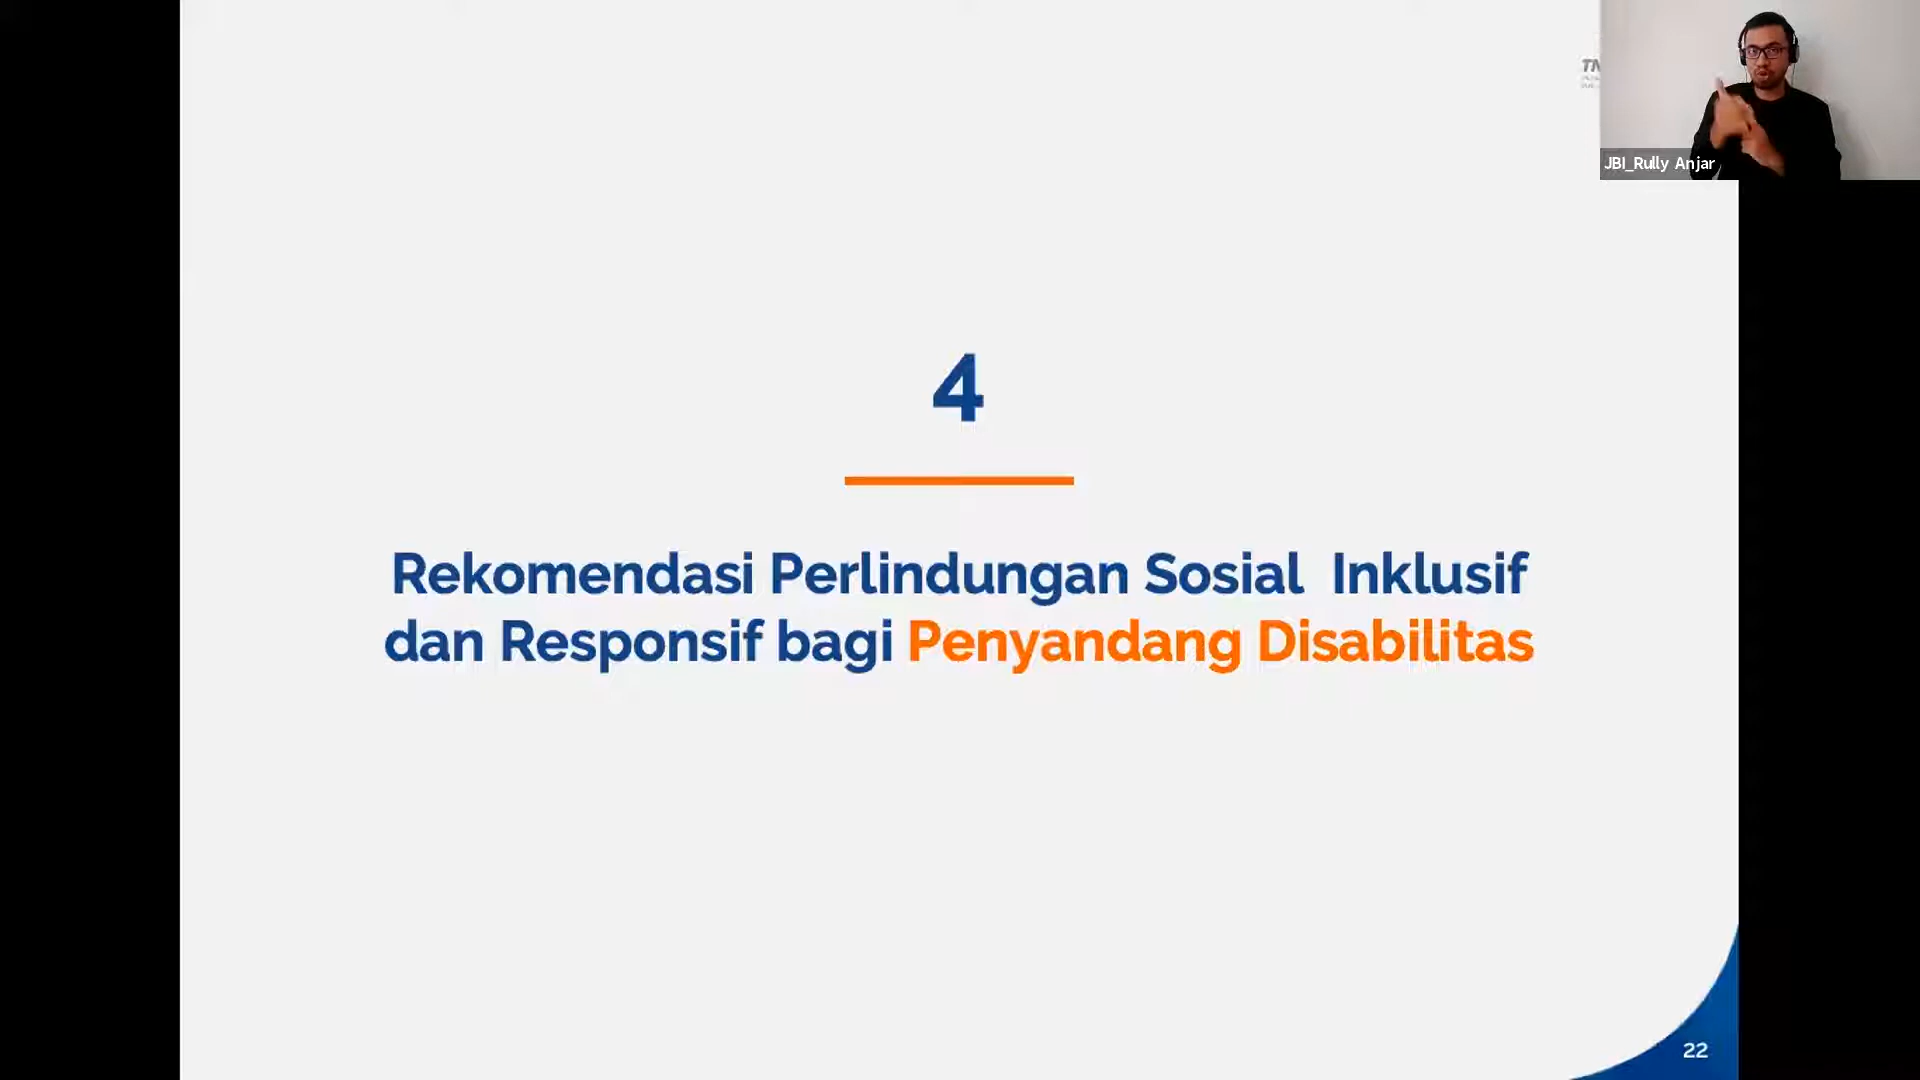 JBI_Rully Anjar
4
Rekomendasi Perlindungan Sosial Inklusif
dan Responsif bagi Penyandang Disabilitas
22